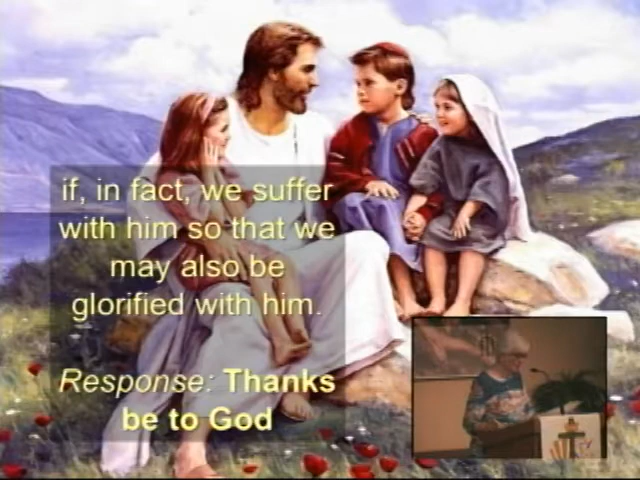 if, in fact, we suffer
with him so that we
may also be
glorified with him.
Response: Thanks
be to God